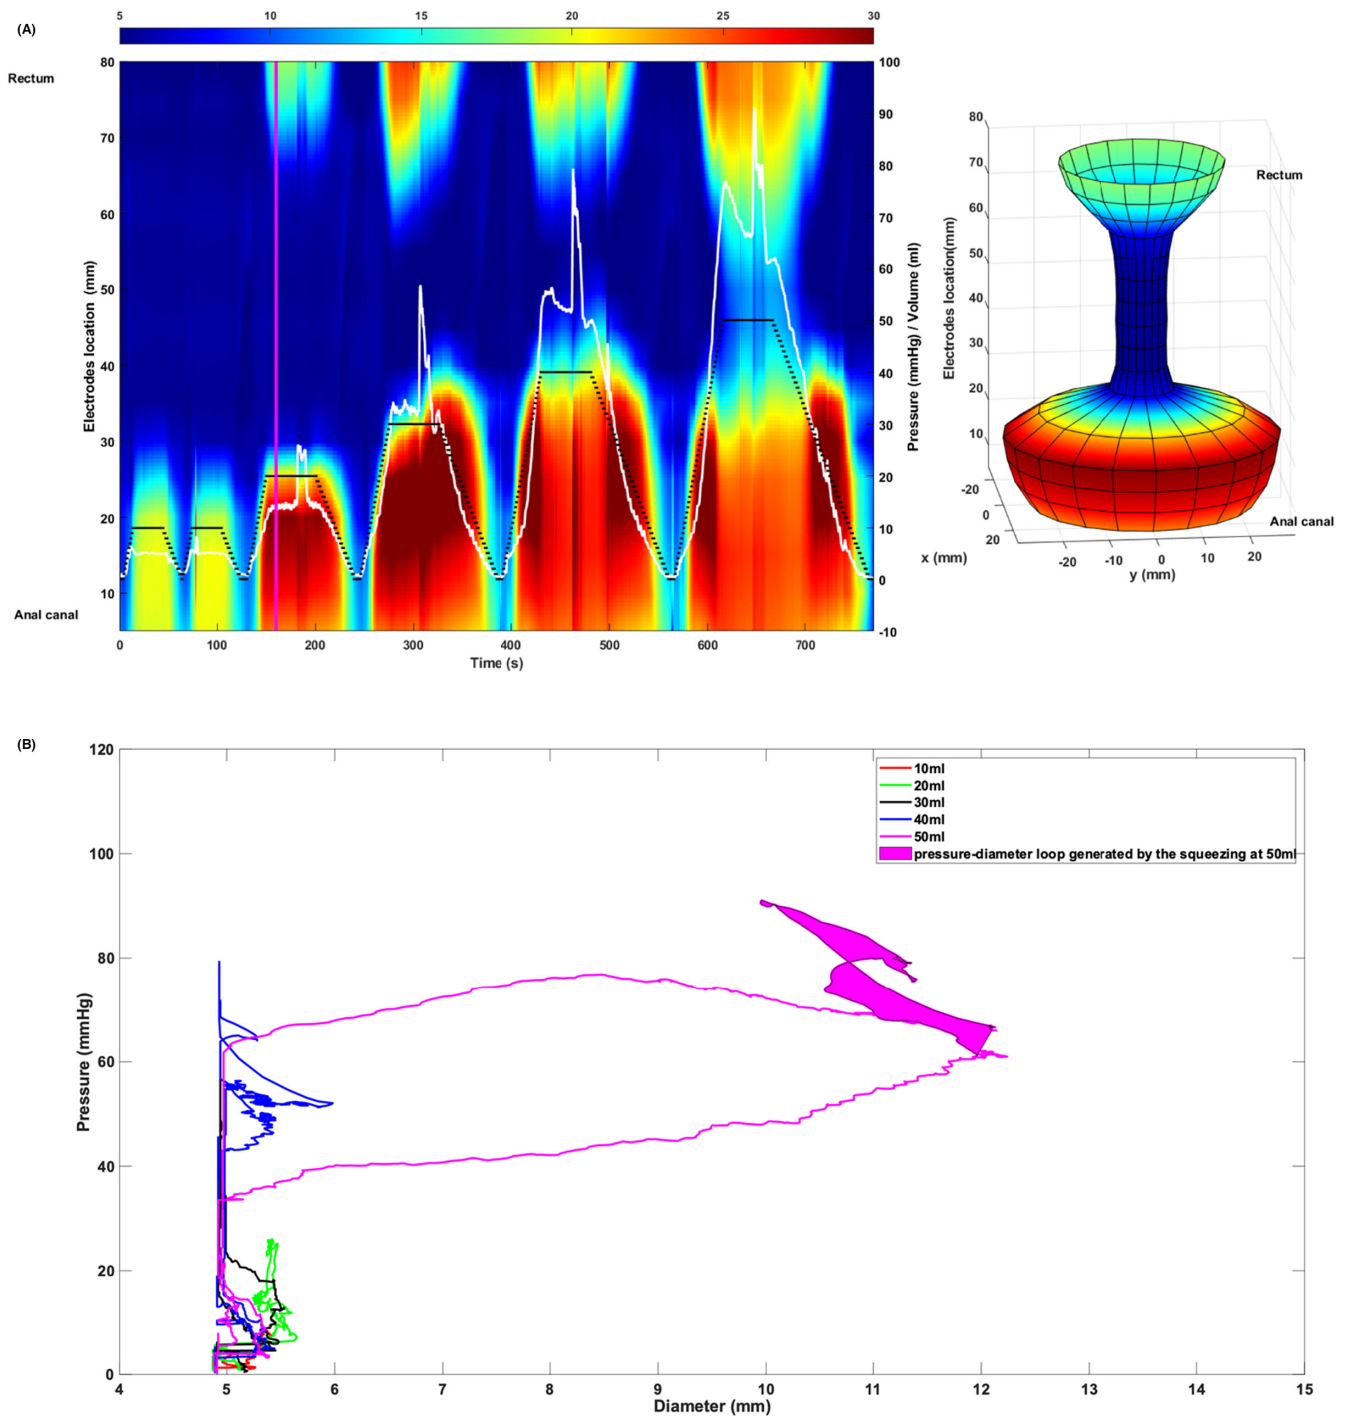 (A)
5 10 15 20 25 30
Rectum
Anal canal
Electrodes location (mm)
80
70
60
50
40
30
20
10
0 100 200 300 400 500 600 700
Time (s)
100
90
80
70
60
50
40
30
20
10
0
-10
Pressure (mmHg) / Volume (ml)
80
70
60
50
40
30
20
10
Electrodes location(mm)
Rectum
Anal canal
-20
0
20
x (mm)
-20 -10 0 10 20
y (mm)
(B)
120
100
80
60
40
20
0
Pressure (mmHg)
10ml
20ml
30ml
40ml
50ml
pressure-diameter loop generated by the squeezing at 50ml
4 5 6 7 8 9 10 11 12 13 14 15
Diameter (mm)